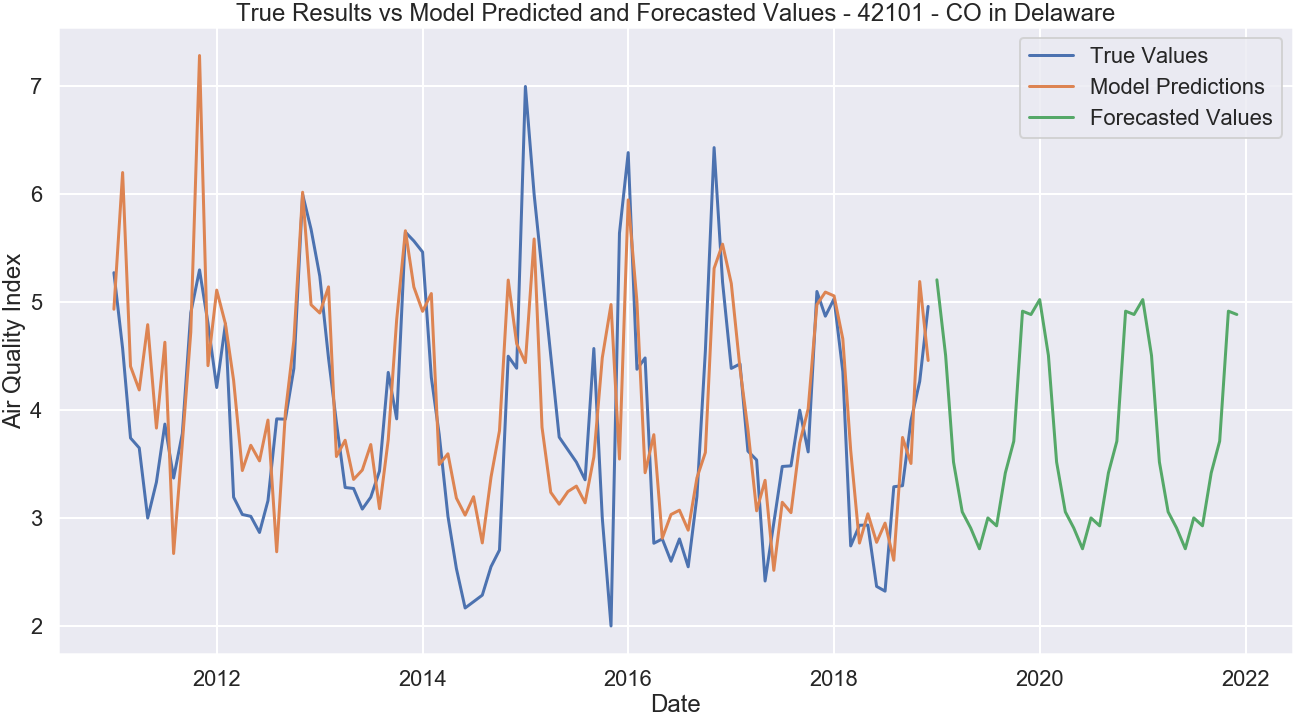 True Results vs Model Predicted and Forecasted Values - 42101 - CO in Delaware
True Values
Model Predictions
Forecasted Values
Air Quality Index
7
6
5
4
3
2
2012 2014 2016 2018 2020 2022
Date